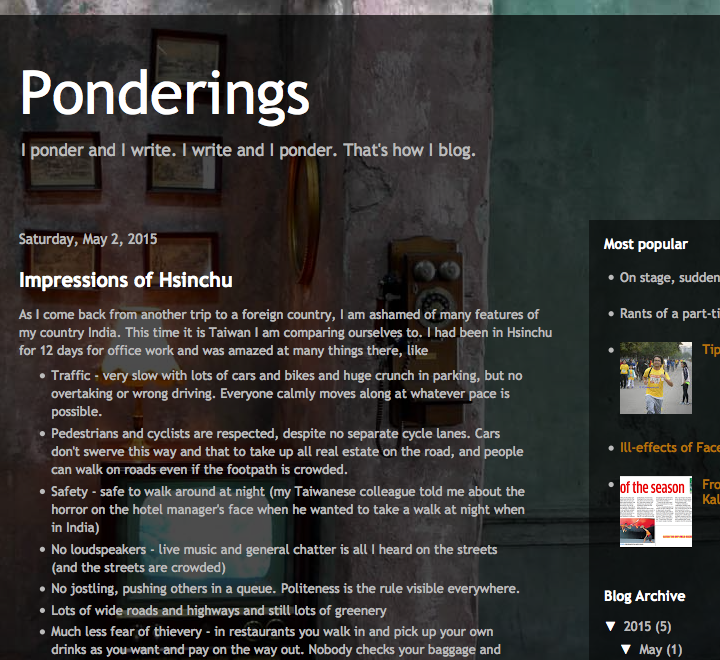 Ponderings
I ponder and I write. I write and I ponder. That's how I blog.
Saturday, May 2, 2015
Impressions of Hsinchu
As I come back from another trip to a foreign country, I am ashamed of many features of
my country India. This time it is Taiwan I am comparing ourselves to. I had been in Hsinchu
for 12 days for office work and was amazed at many things there, like
• Traffic - very slow with lots of cars and bikes and huge crunch in parking, but no
overtaking or wrong driving. Everyone calmly moves along at whatever pace is
possible.
• Pedestrians and cyclists are respected, despite no separate cycle lanes. Cars
don't swerve this way and that to take up all real estate on the road, and people
can walk on roads even if the footpath is crowded.
• Safety - safe to walk around at night (my Taiwanese colleague told me about the
horror on the hotel manager's face when he wanted to take a walk at night when
in India)
• No loudspeakers - live music and general chatter is all I heard on the streets
(and the streets are crowded)
• No jostling, pushing others in a queue. Politeness is the rule visible everywhere.
• Lots of wide roads and highways and still lots of greenery
• Much less fear of thievery - in restaurants you walk in and pick up your own
drinks as you want and pay on the way out. Nobody checks your baggage and
Most popular
• On stage, sudden
• Rants of a part-ti
• Tip
• Ill-effects of Face
• Fro
Kal
of the season
Blog Archive
▼ 2015 (5)
▼ May (1)